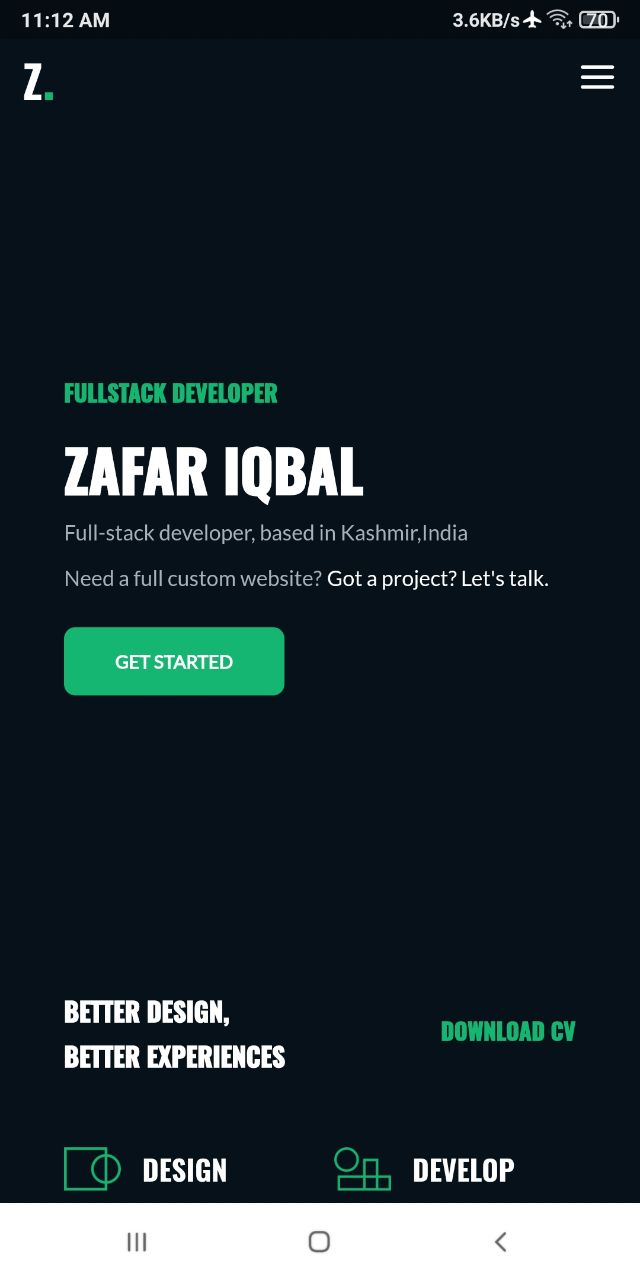 11:12 AM 3.6KB/s 70
Z.
FULLSTACK DEVELOPER
ZAFAR IQBAL
Full-stack developer, based in Kashmir,India
Need a full custom website? Got a project? Let's talk.
GET STARTED
BETTER DESIGN,
BETTER EXPERIENCES
DOWNLOAD CV
DESIGN DEVELOP